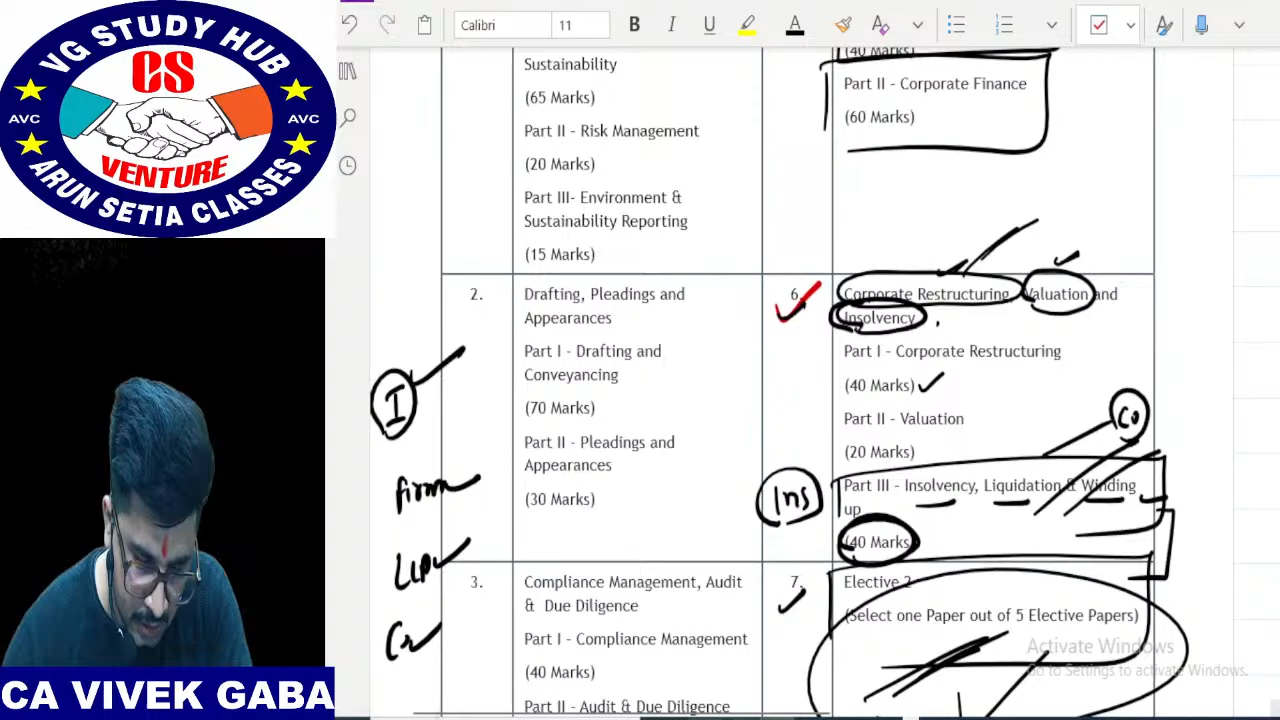 VG STUDY HUB
CS
AVC
AVC
VENTURE
ARUN SETIA CLASSES
CA VIVEK GABA
Calibri
11
B
I
U
A
A
(40 Marks)
Sustainability
(65 Marks)
Part II - Risk Management
(20 Marks)
Part III- Environment &
Sustainability Reporting
(15 Marks)
Part II - Corporate Finance
(60 Marks)
2.
Drafting, Pleadings and
Appearances
Part I - Drafting and
Conveyancing
(70 Marks)
Part II - Pleadings and
Appearances
(30 Marks)
6.
Corporate Restructuring, Valuation and
Insolvency
Part I - Corporate Restructuring
(40 Marks)
Part II - Valuation
(20 Marks)
Part III - Insolvency, Liquidation & Winding
up
(40 Marks)
I
Firm
Ins
Co
3.
Compliance Management, Audit
& Due Diligence
Part I - Compliance Management
(40 Marks)
Part II - Audit & Due Diligence
7.
Elective 2
(Select one Paper out of 5 Elective Papers)
Activate Windows
Go to Settings to activate Windows.